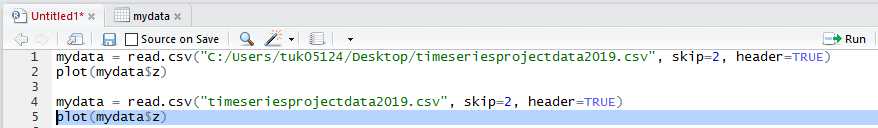 Untitled1* mydata
Source on Save Run
1 mydata = read.csv("C:/Users/tuk05124/Desktop/timeseriesprojectdata2019.csv", skip=2, header=TRUE)
2 plot(mydata$z)
3
4 mydata = read.csv("timeseriesprojectdata2019.csv", skip=2, header=TRUE)
5 plot(mydata$z)